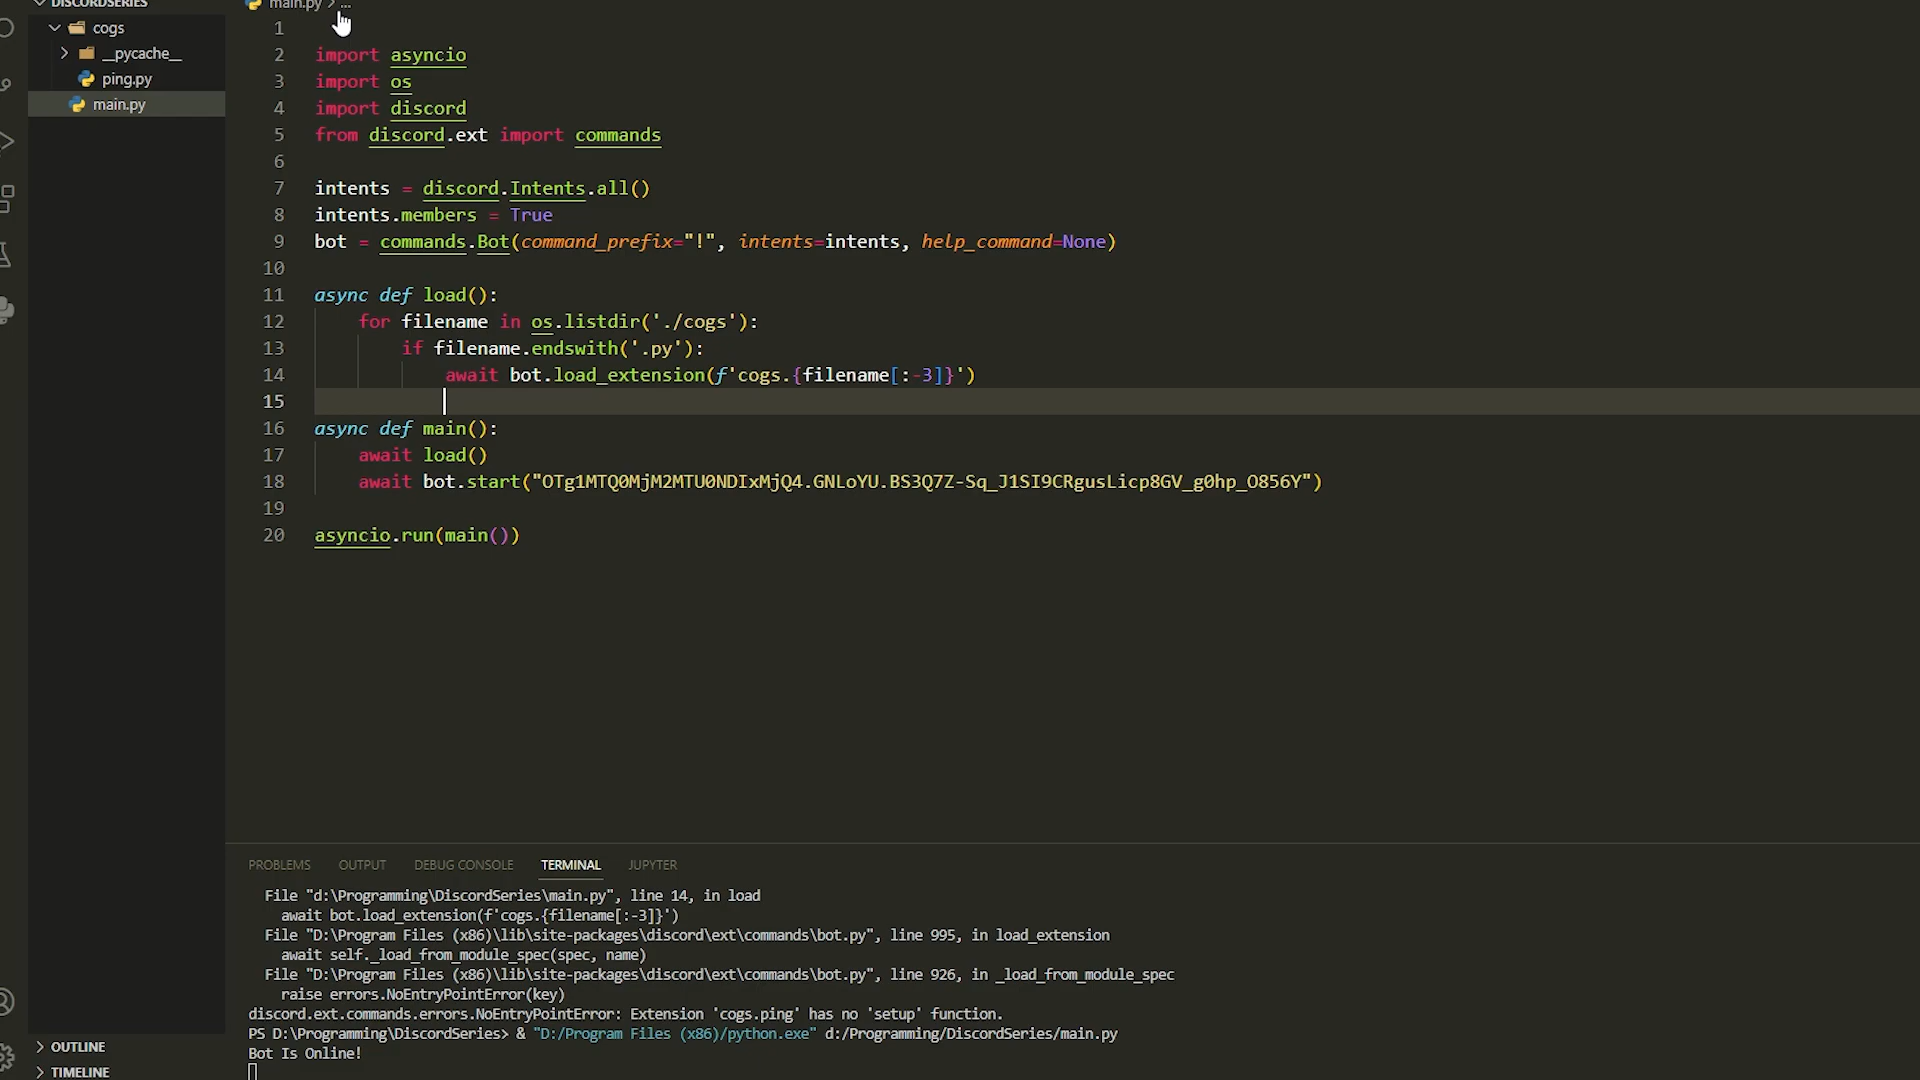 DISCORDSERIES
cogs
__pycache__
ping.py
main.py
main.py > ...
1
2 import asyncio
3 import os
4 import discord
5 from discord.ext import commands
6
7 intents = discord.Intents.all()
8 intents.members = True
9 bot = commands.Bot(command_prefix="!", intents=intents, help_command=None)
10
11 async def load():
12 for filename in os.listdir('./cogs'):
13 if filename.endswith('.py'):
14 await bot.load_extension(f'cogs.{filename[:-3]}')
15
16 async def main():
17 await load()
18 await bot.start("OTg1MTQ0MjM2MTU0NDIxMjQ4.GNLoYU.BS3Q7Z-Sq_J1SI9CRgusLicp8GV_g0hp_O856Y")
19
20 asyncio.run(main())
PROBLEMS OUTPUT DEBUG CONSOLE TERMINAL JUPYTER
File "d:\Programming\DiscordSeries\main.py", line 14, in load
await bot.load_extension(f'cogs.{filename[:-3]}')
File "D:\Program Files (x86)\lib\site-packages\discord\ext\commands\bot.py", line 995, in load_extension
await self._load_from_module_spec(spec, name)
File "D:\Program Files (x86)\lib\site-packages\discord\ext\commands\bot.py", line 926, in _load_from_module_spec
raise errors.NoEntryPointError(key)
discord.ext.commands.errors.NoEntryPointError: Extension 'cogs.ping' has no 'setup' function.
PS D:\Programming\DiscordSeries> & "D:/Program Files (x86)/python.exe" d:/Programming/DiscordSeries/main.py
Bot Is Online!
OUTLINE
TIMELINE